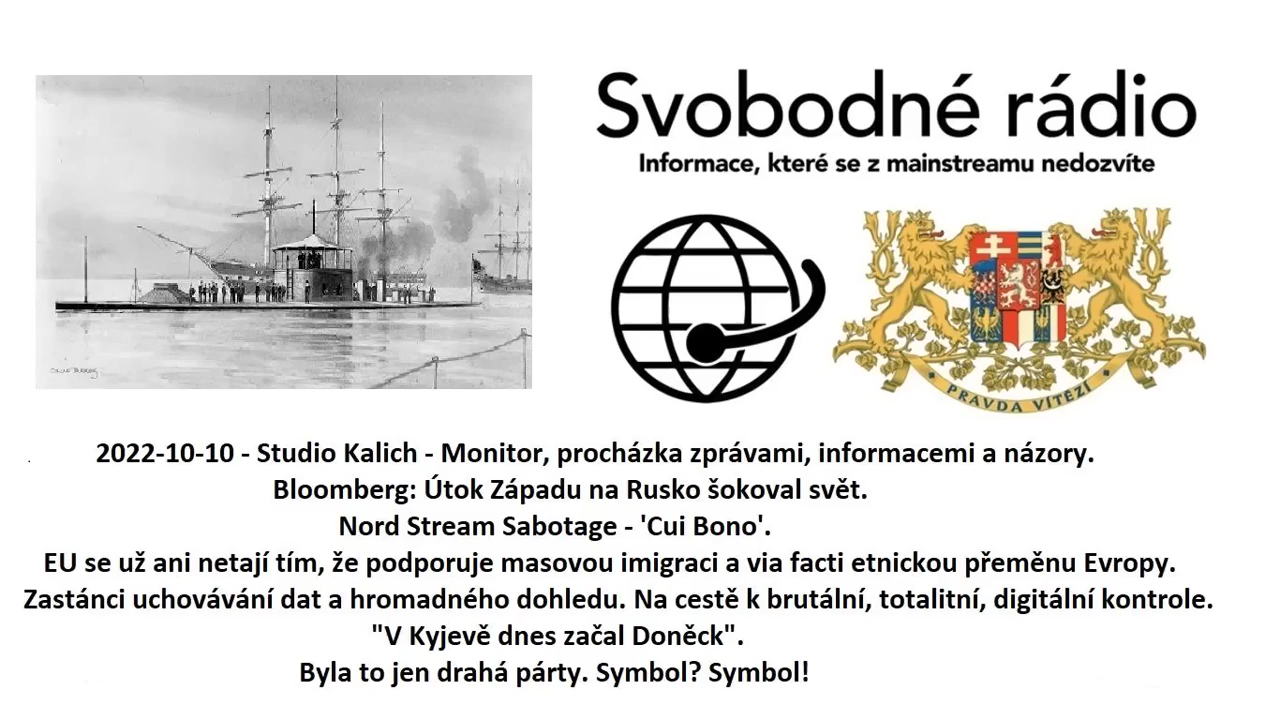 Svobodné rádio
Informace, které se z mainstreamu nedozvíte
PRAVDA VÍTĚZÍ
2022-10-10 - Studio Kalich - Monitor, procházka zprávami, informacemi a názory.
Bloomberg: Útok Západu na Rusko šokoval svět.
Nord Stream Sabotage - 'Cui Bono'.
EU se už ani netají tím, že podporuje masovou imigraci a via facti etnickou přeměnu Evropy.
Zastánci uchovávání dat a hromadného dohledu. Na cestě k brutální, totalitní, digitální kontrole.
"V Kyjevě dnes začal Doněck".
Byla to jen drahá párty. Symbol? Symbol!